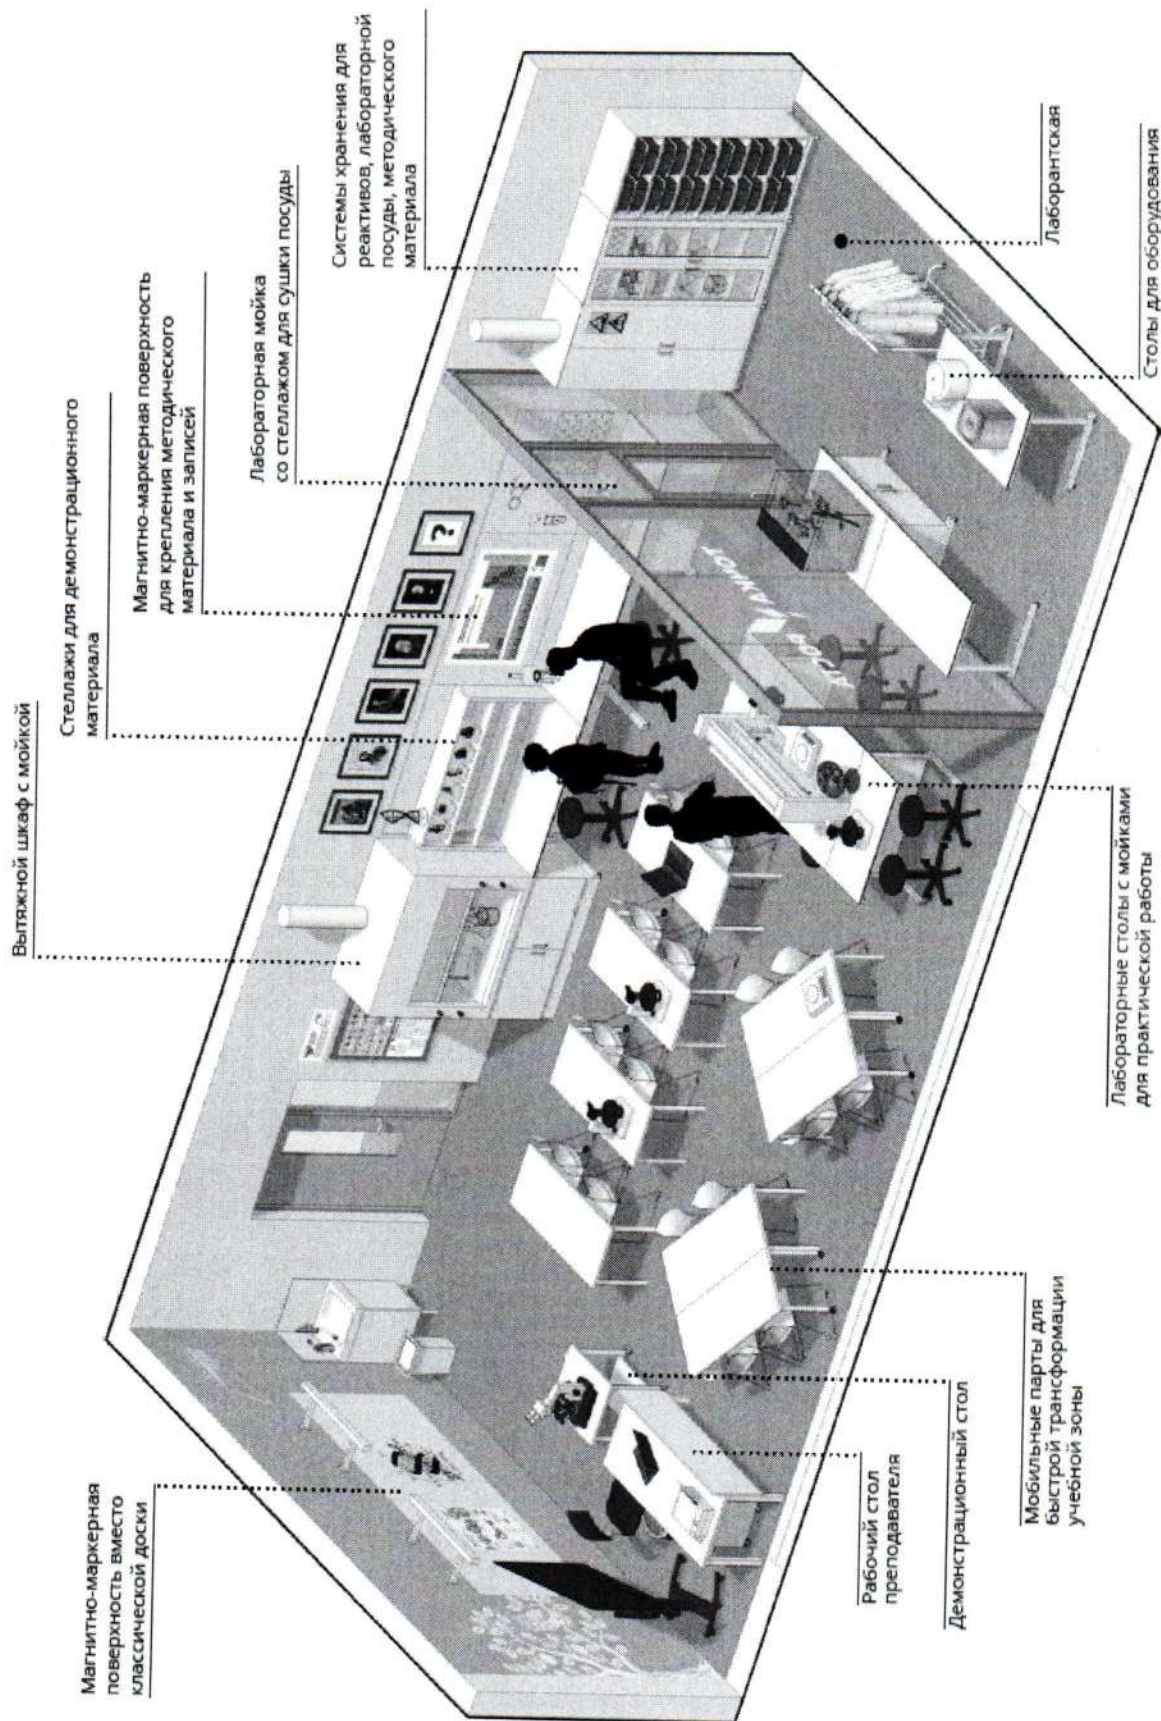 Магнитно-маркерная
поверхность вместо
классической доски
Вытяжной шкаф с мойкой
Стеллажи для демонстрационного
материала
Магнитно-маркерная поверхность
для крепления методического
материала и записей
Лабораторная мойка
со стеллажом для сушки посуды
Системы хранения для
реактивов, лабораторной
посуды, методического
материала
?
Рабочий стол
преподавателя
Демонстрационный стол
Мобильные парты для
быстрой трансформации
учебной зоны
Лабораторные столы с мойками
для практической работы
Лаборантская
Столы для оборудования